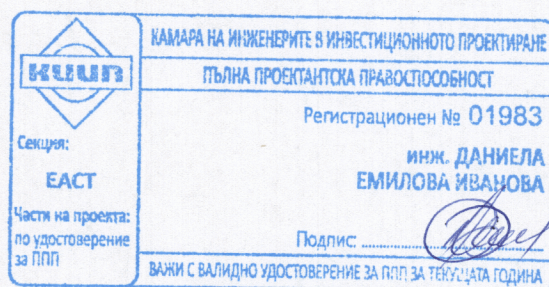 КИИП
Секция:
ЕАСТ
Части на проекта:
по удостоверение
за ППП
КАМАРА НА ИНЖЕНЕРИТЕ В ИНВЕСТИЦИОННОТО ПРОЕКТИРАНЕ
ПЪЛНА ПРОЕКТАНТСКА ПРАВОСПОСОБНОСТ
Регистрационен № 01983
инж. ДАНИЕЛА
ЕМИЛОВА ИВАНОВА
Подпис:
ВАЖИ С ВАЛИДНО УДОСТОВЕРЕНИЕ ЗА ППП ЗА ТЕКУЩАТА ГОДИНА